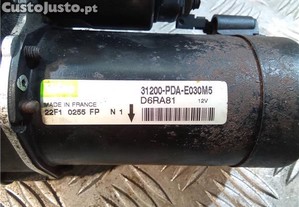 CustoJusto.pt
31200-PDA-E030M5
MADE IN FRANCE
D6RA81 12V
22F1 0255 FP N 1